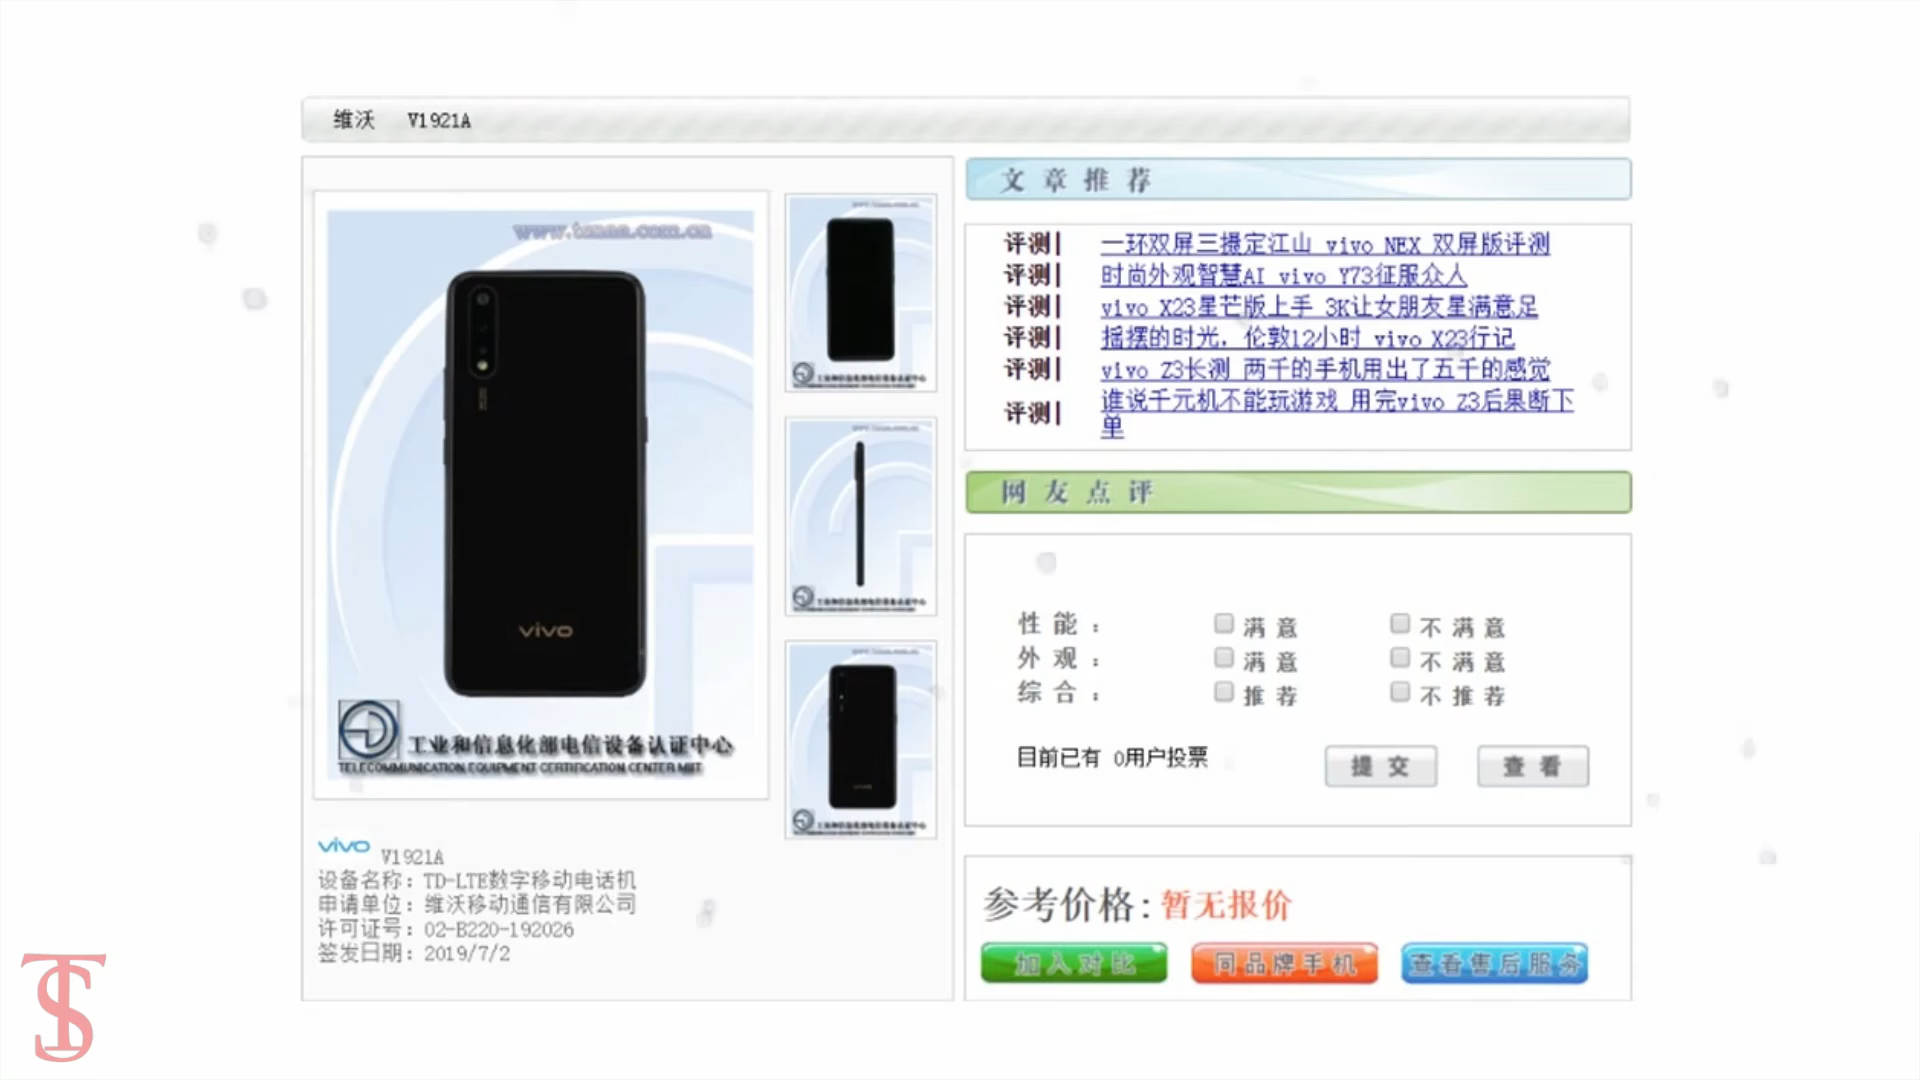 维沃 V1921A
www.tenaa.com.cn
vivo
工业和信息化部电信设备认证中心
TELECOMMUNICATION EQUIPMENT CERTIFICATION CENTER MIIT
vivo V1921A
设备名称：TD-LTE数字移动电话机
申请单位：维沃移动通信有限公司
许可证号：02-B220-192026
签发日期：2019/7/2
文章推荐
评测| 一环双屏三摄定江山 vivo NEX 双屏版评测
评测| 时尚外观智慧AI vivo Y73征服众人
评测| vivo X23星芒版上手 3K让女朋友星满意足
评测| 摇摆的时光，伦敦12小时 vivo X23行记
评测| vivo Z3长测 两千的手机用出了五千的感觉
评测| 谁说千元机不能玩游戏 用完vivo Z3后果断下
单
网友点评
性能： 满意 不满意
外观： 满意 不满意
综合： 推荐 不推荐
目前已有 0用户投票 提交 查看
参考价格：暂无报价
加入对比 同品牌手机 查看售后服务
TS